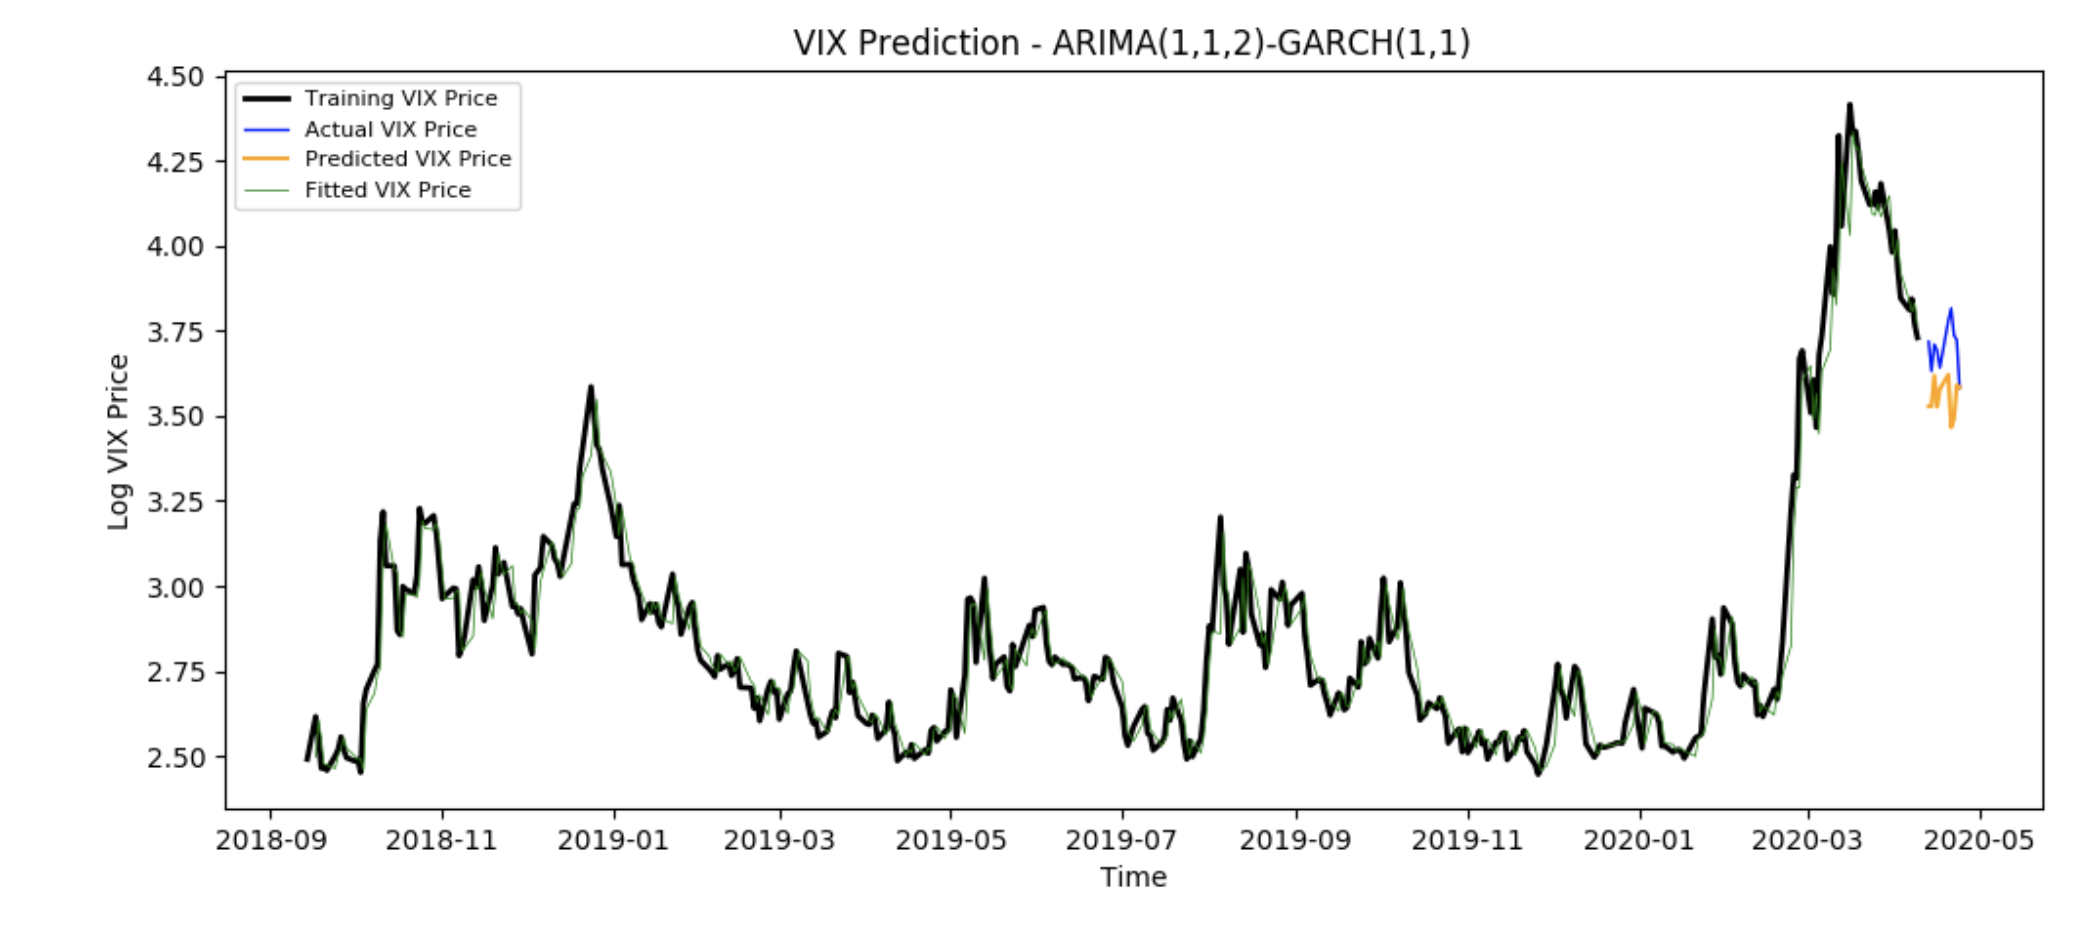 VIX Prediction - ARIMA(1,1,2)-GARCH(1,1)
Training VIX Price
Actual VIX Price
Predicted VIX Price
Fitted VIX Price
Log VIX Price
4.50
4.25
4.00
3.75
3.50
3.25
3.00
2.75
2.50
2018-09 2018-11 2019-01 2019-03 2019-05 2019-07 2019-09 2019-11 2020-01 2020-03 2020-05
Time